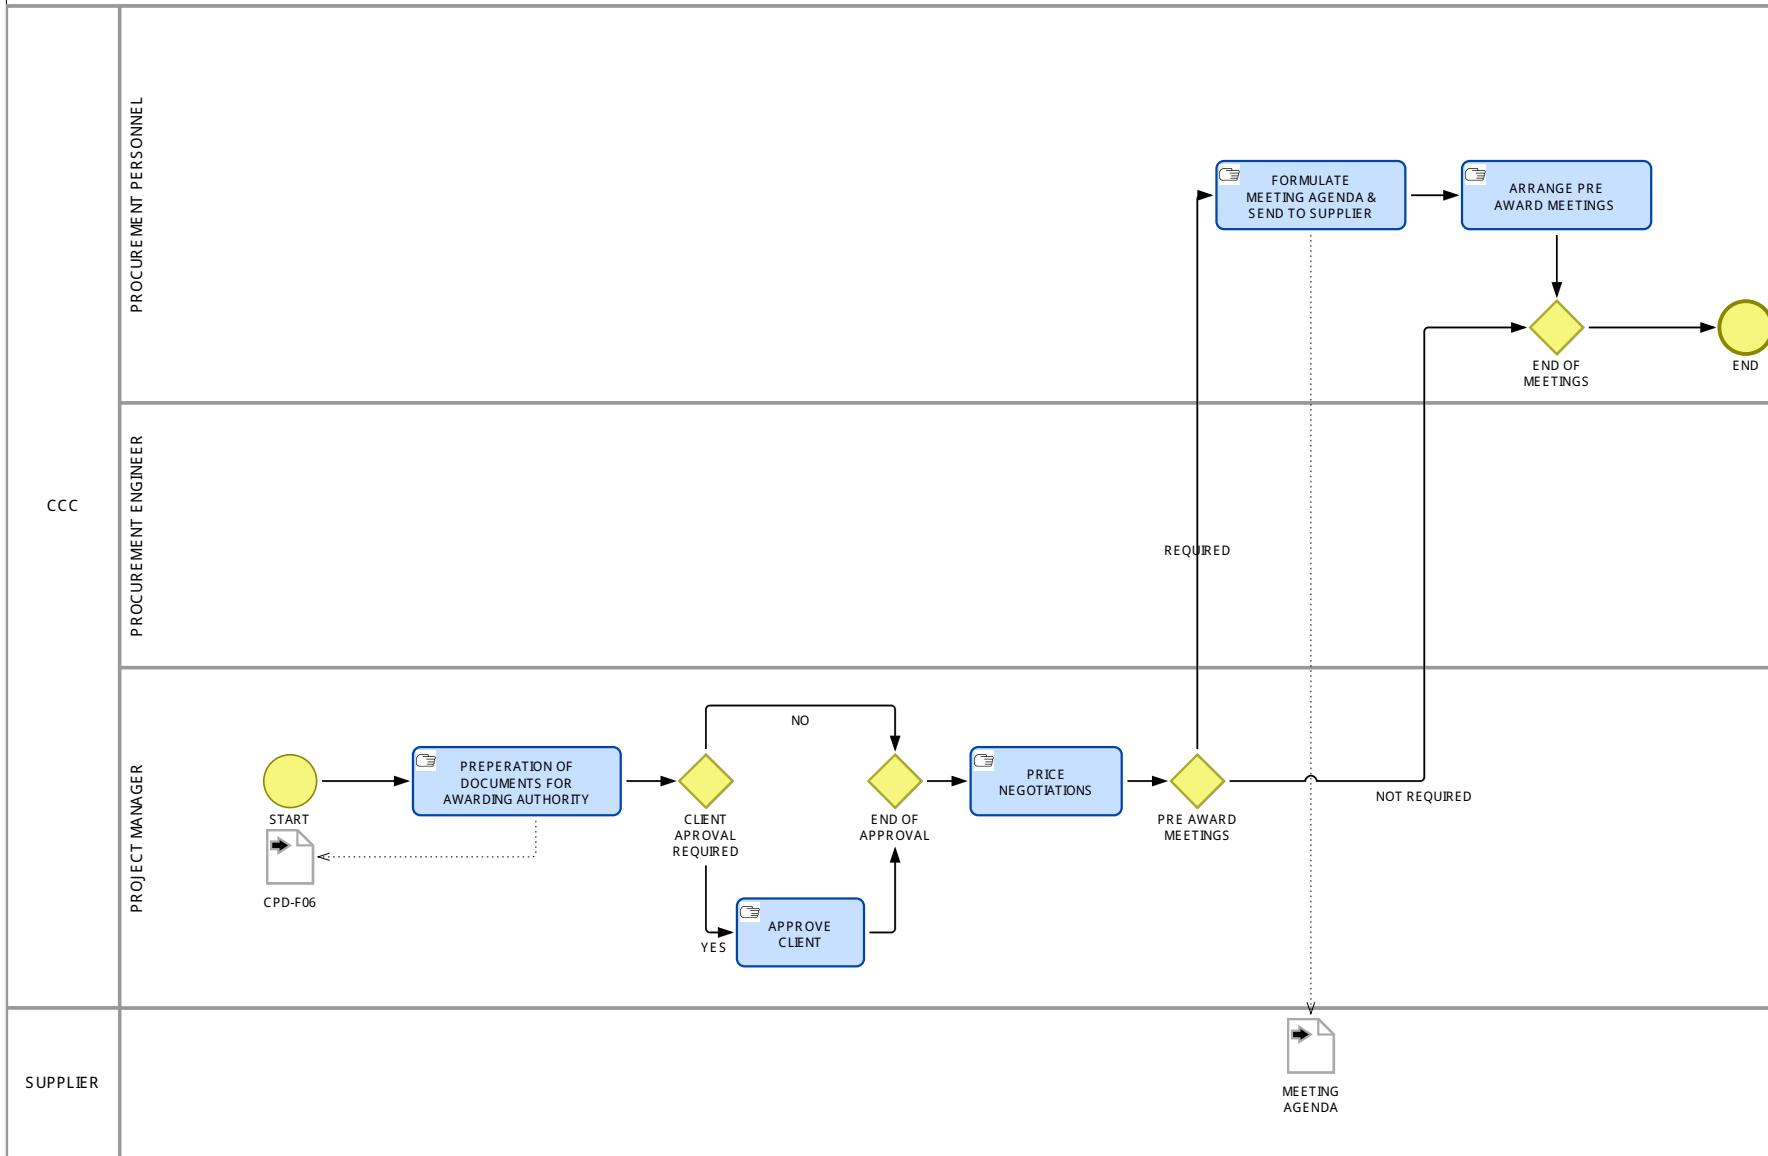 CCC
PROCUREMENT PERSONNEL
FORMULATE
MEETING AGENDA &
SEND TO SUPPLIER
ARRANGE PRE
AWARD MEETINGS
END OF
MEETINGS
END
PROCUREMENT ENGINEER
REQUIRED
PROJECT MANAGER
START
CPD-F06
PREPERATION OF
DOCUMENTS FOR
AWARDING AUTHORITY
CLIENT
APROVAL
REQUIRED
NO
YES
APPROVE
CLIENT
END OF
APPROVAL
PRICE
NEGOTIATIONS
PRE AWARD
MEETINGS
NOT REQUIRED
SUPPLIER
MEETING
AGENDA